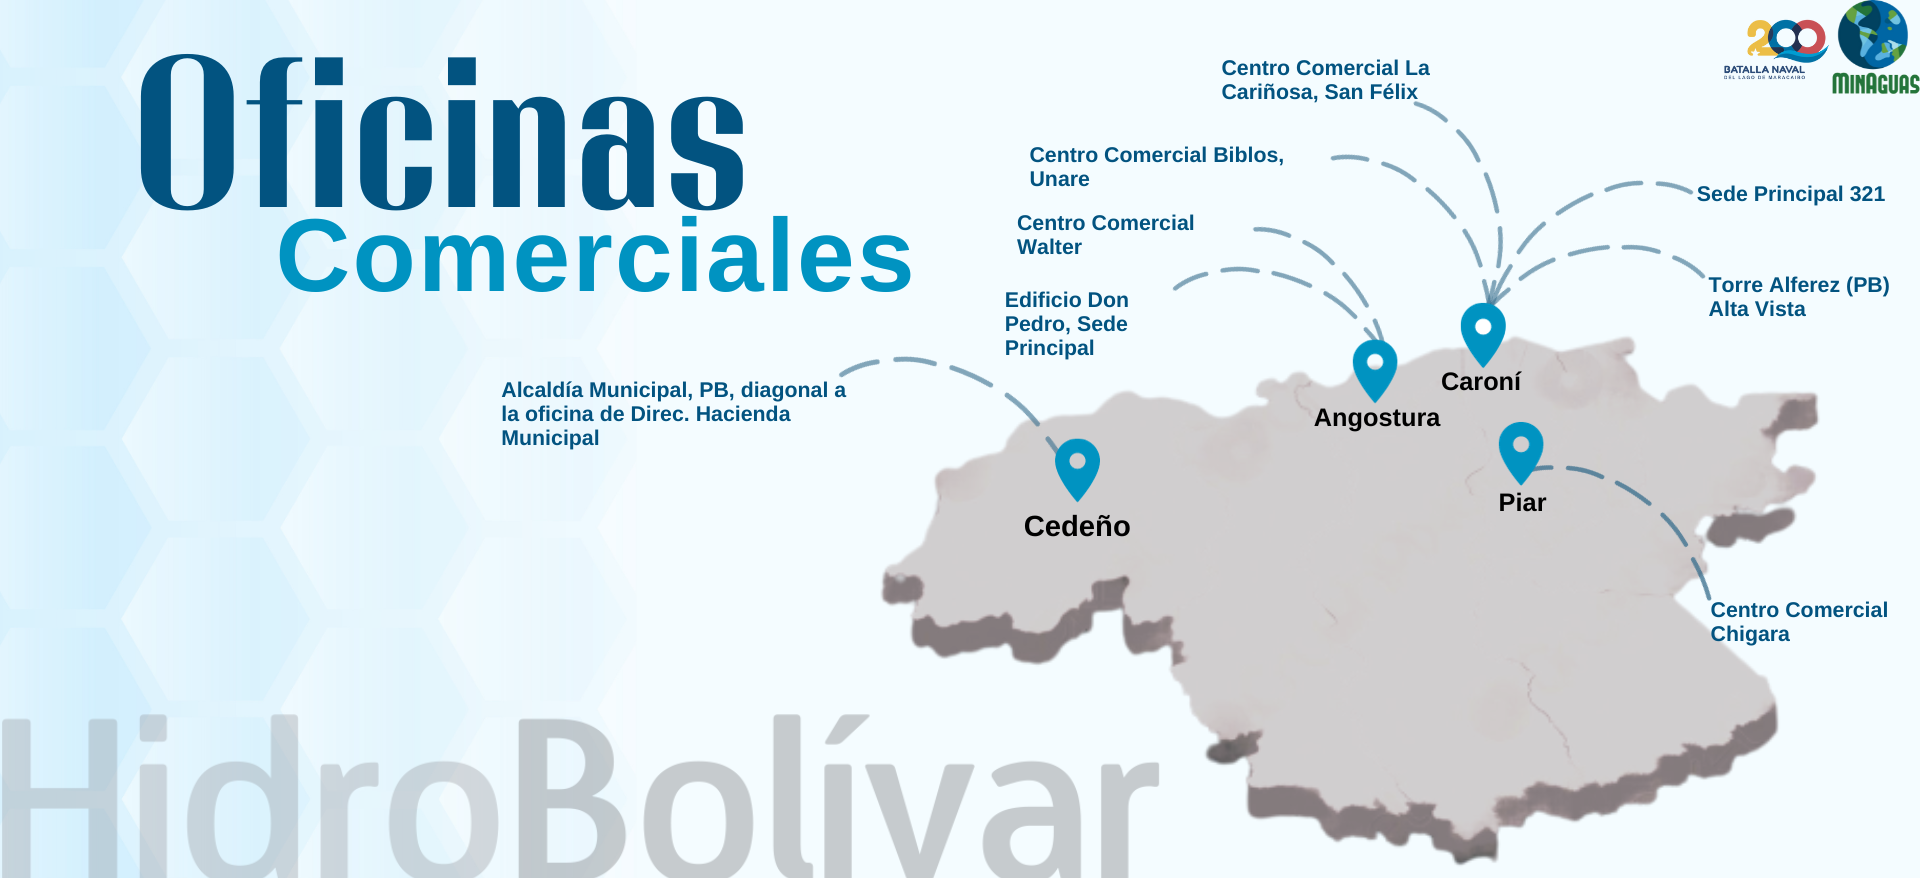 Oficinas
Comerciales
BATALLA NAVAL
DEL LAGO DE MARACAIBO
200
MINAGUAS
Centro Comercial La
Cariñosa, San Félix
Centro Comercial Biblos,
Unare
Centro Comercial
Walter
Edificio Don
Pedro, Sede
Principal
Alcaldía Municipal, PB, diagonal a
la oficina de Direc. Hacienda
Municipal
Sede Principal 321
Torre Alferez (PB)
Alta Vista
Caroní
Angostura
Piar
Cedeño
Centro Comercial
Chigara
HidroBolívar